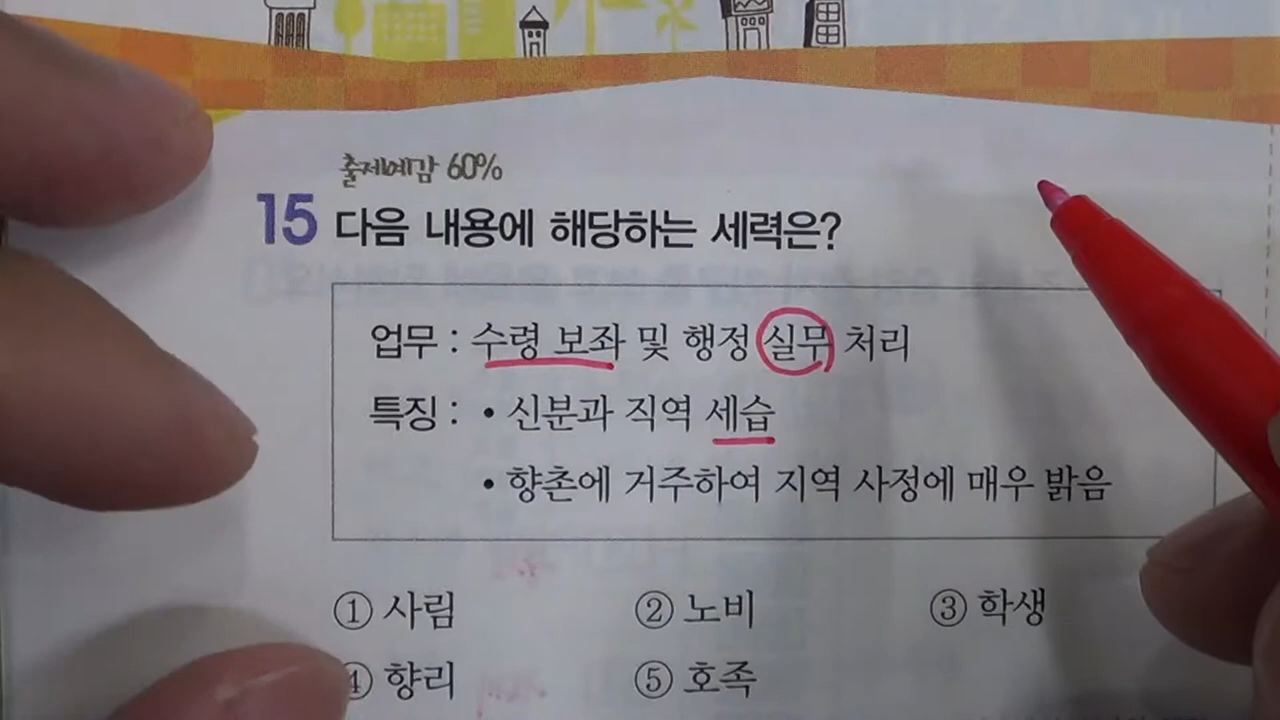 출제예감 60%
15 다음 내용에 해당하는 세력은?
업무 : 수령 보좌 및 행정 실무 처리
특징 : • 신분과 직역 세습
• 향촌에 거주하여 지역 사정에 매우 밝음
① 사림 ② 노비 ③ 학생
④ 향리 ⑤ 호족